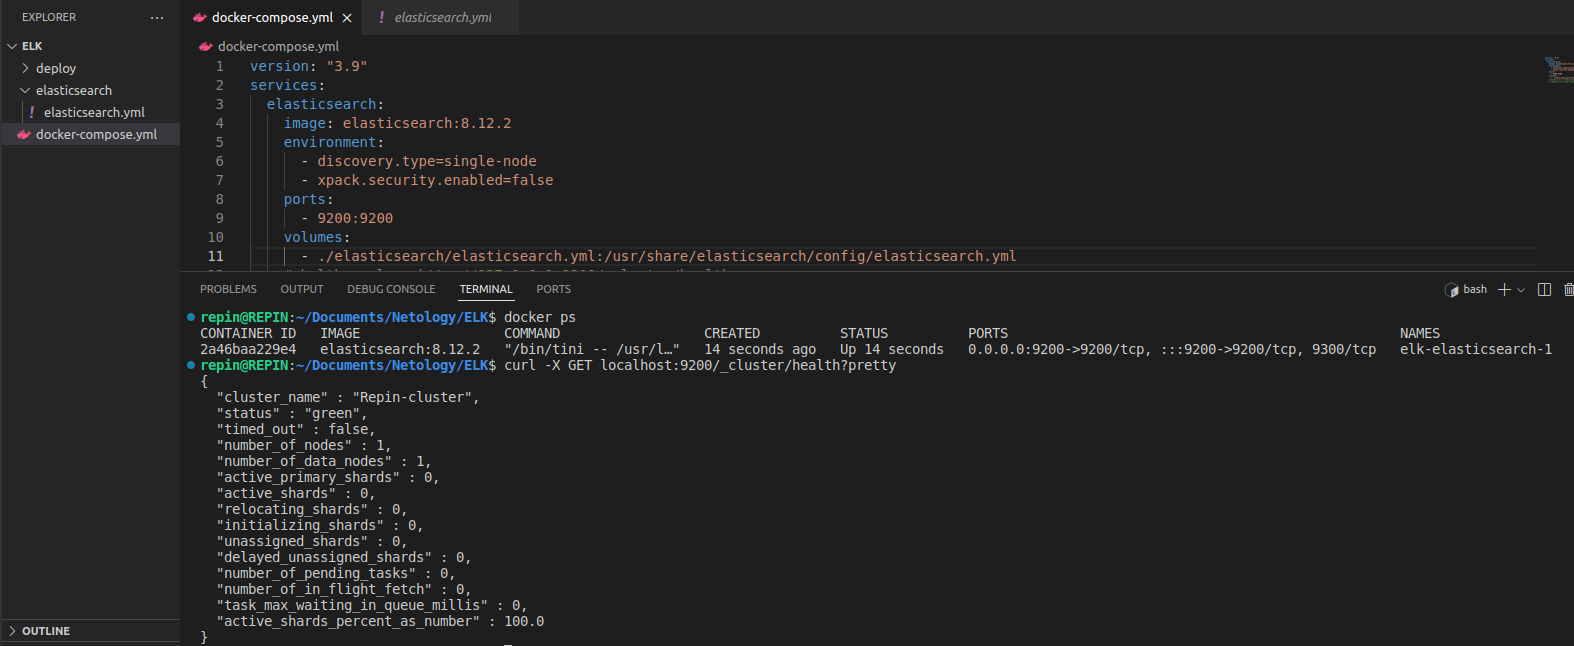 EXPLORER
ELK
deploy
elasticsearch
! elasticsearch.yml
docker-compose.yml
OUTLINE
docker-compose.yml
! elasticsearch.yml
docker-compose.yml
1 version: "3.9"
2 services:
3 elasticsearch:
4 image: elasticsearch:8.12.2
5 environment:
6 - discovery.type=single-node
7 - xpack.security.enabled=false
8 ports:
9 - 9200:9200
10 volumes:
11 - ./elasticsearch/elasticsearch.yml:/usr/share/elasticsearch/config/elasticsearch.yml
PROBLEMS OUTPUT DEBUG CONSOLE TERMINAL PORTS
bash
repin@REPIN:~/Documents/Netology/ELK$ docker ps
CONTAINER ID IMAGE COMMAND CREATED STATUS PORTS NAMES
2a46baa229e4 elasticsearch:8.12.2 "/bin/tini -- /usr/l…" 14 seconds ago Up 14 seconds 0.0.0.0:9200->9200/tcp, :::9200->9200/tcp, 9300/tcp elk-elasticsearch-1
repin@REPIN:~/Documents/Netology/ELK$ curl -X GET localhost:9200/_cluster/health?pretty
{
"cluster_name" : "Repin-cluster",
"status" : "green",
"timed_out" : false,
"number_of_nodes" : 1,
"number_of_data_nodes" : 1,
"active_primary_shards" : 0,
"active_shards" : 0,
"relocating_shards" : 0,
"initializing_shards" : 0,
"unassigned_shards" : 0,
"delayed_unassigned_shards" : 0,
"number_of_pending_tasks" : 0,
"number_of_in_flight_fetch" : 0,
"task_max_waiting_in_queue_millis" : 0,
"active_shards_percent_as_number" : 100.0
}